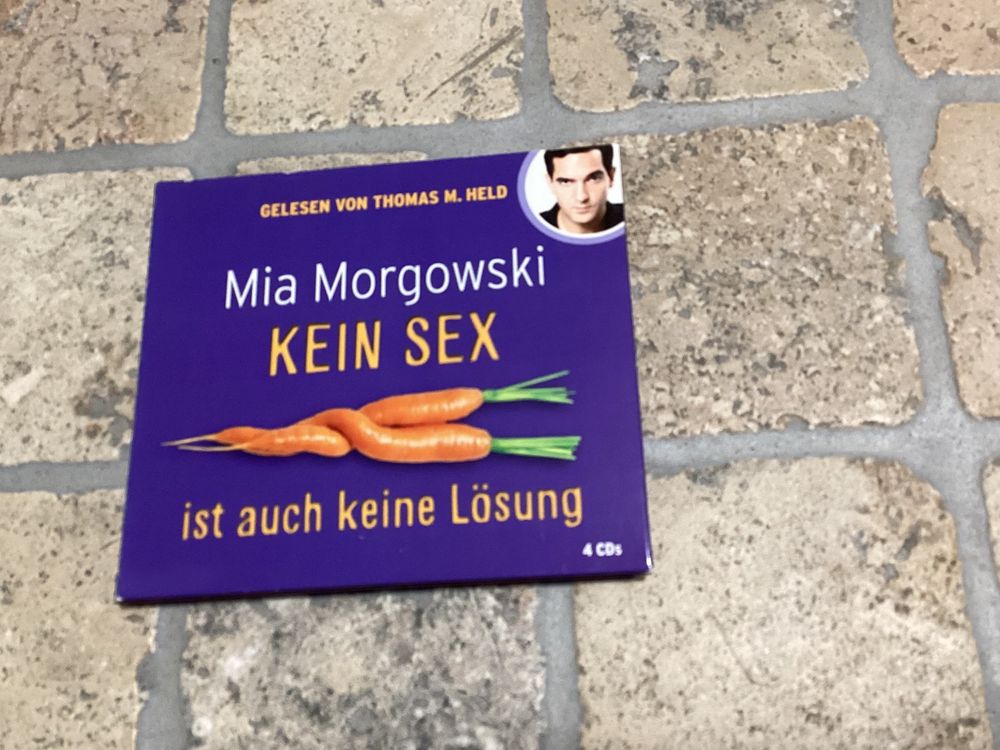 GELESEN VON THOMAS M. HELD
Mia Morgowski
KEIN SEX
ist auch keine Lösung
4 CDs